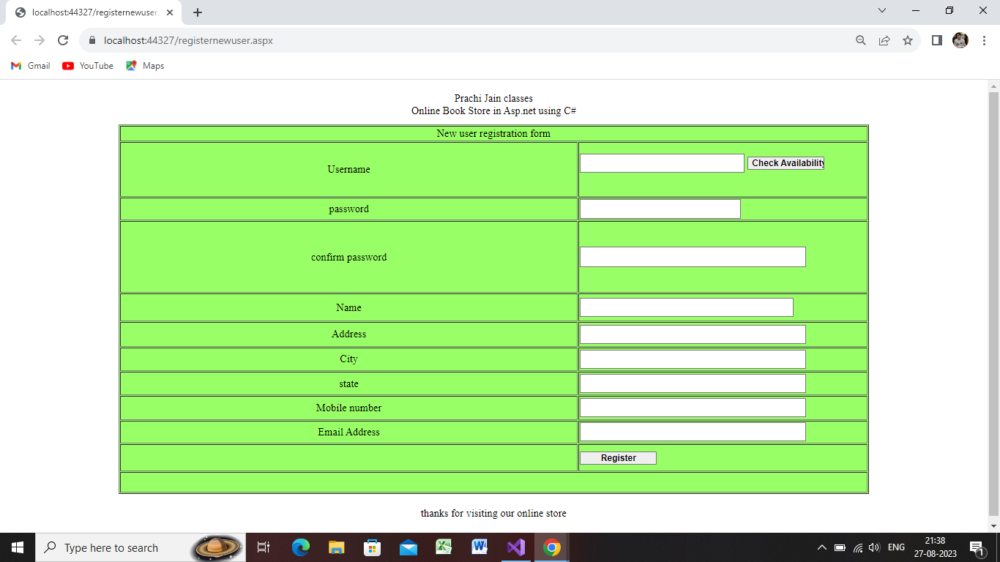 localhost:44327/registernewuser.
localhost:44327/registernewuser.aspx
Gmail YouTube Maps
Prachi Jain classes
Online Book Store in Asp.net using C#
New user registration form
Username Check Availability
password
confirm password
Name
Address
City
state
Mobile number
Email Address
Register
thanks for visiting our online store
Type here to search
ENG
21:38
27-08-2023
1